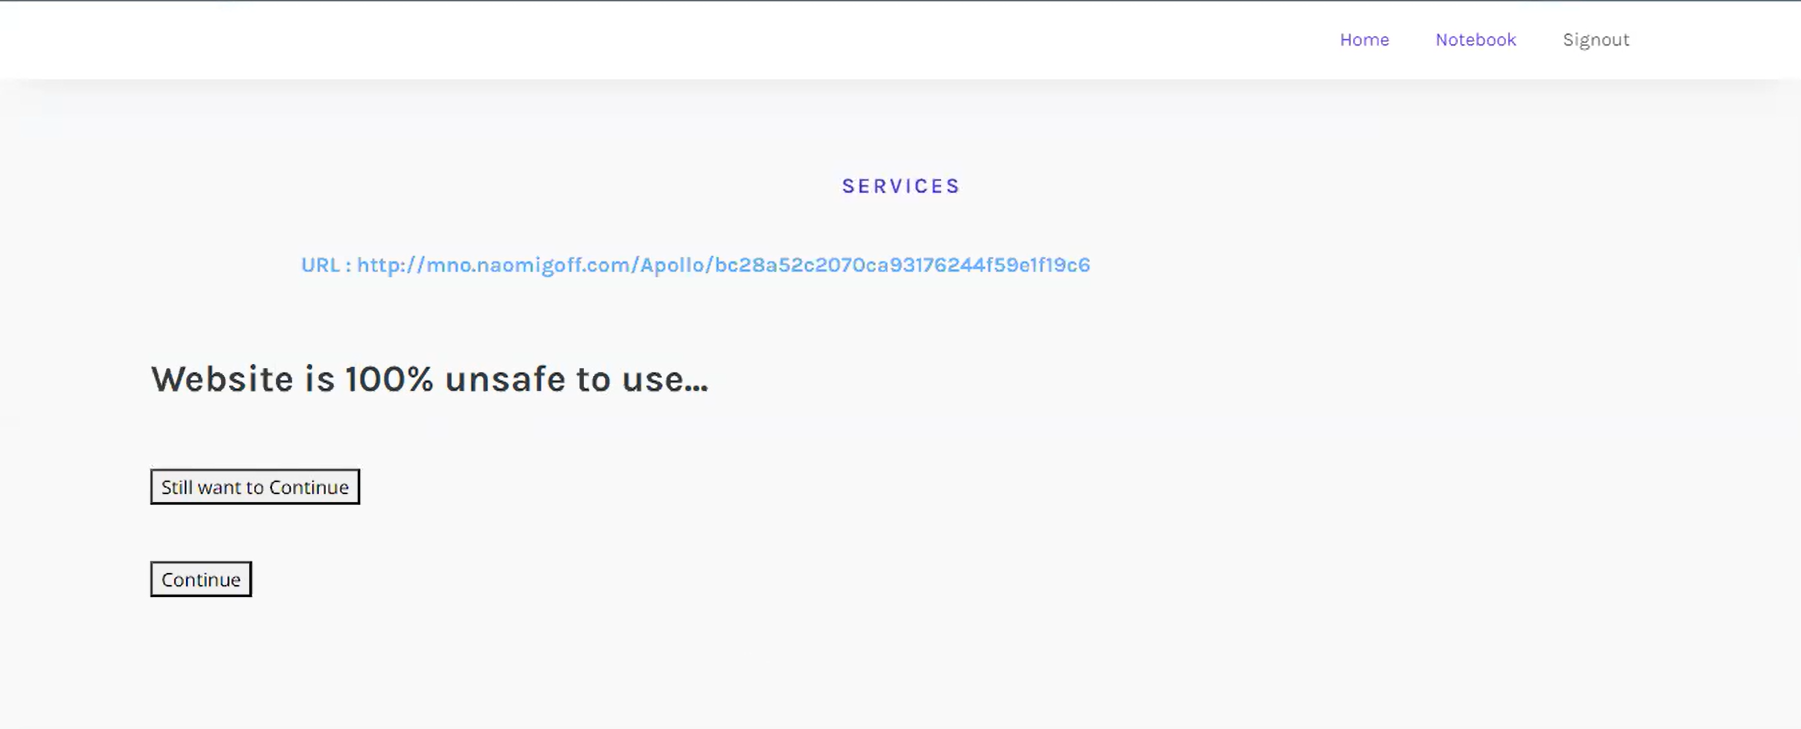 Home Notebook Signout
SERVICES
URL : http://mno.naomigoff.com/Apollo/bc28a52c2070ca93176244f59e1f19c6
Website is 100% unsafe to use...
Still want to Continue
Continue